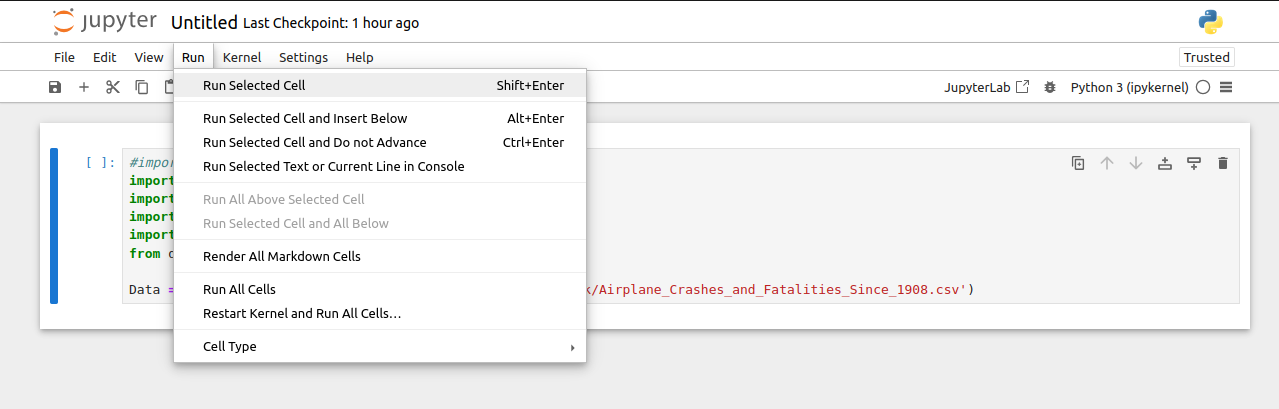 jupyter Untitled Last Checkpoint: 1 hour ago
File Edit View Run Kernel Settings Help Trusted
JupyterLab Python 3 (ipykernel)
Run Selected Cell Shift+Enter
Run Selected Cell and Insert Below Alt+Enter
Run Selected Cell and Do not Advance Ctrl+Enter
Run Selected Text or Current Line in Console
Run All Above Selected Cell
Run Selected Cell and All Below
Render All Markdown Cells
Run All Cells
Restart Kernel and Run All Cells…
Cell Type
[ ]: #impor
import
import
import
import
from
Data = /Airplane_Crashes_and_Fatalities_Since_1908.csv')